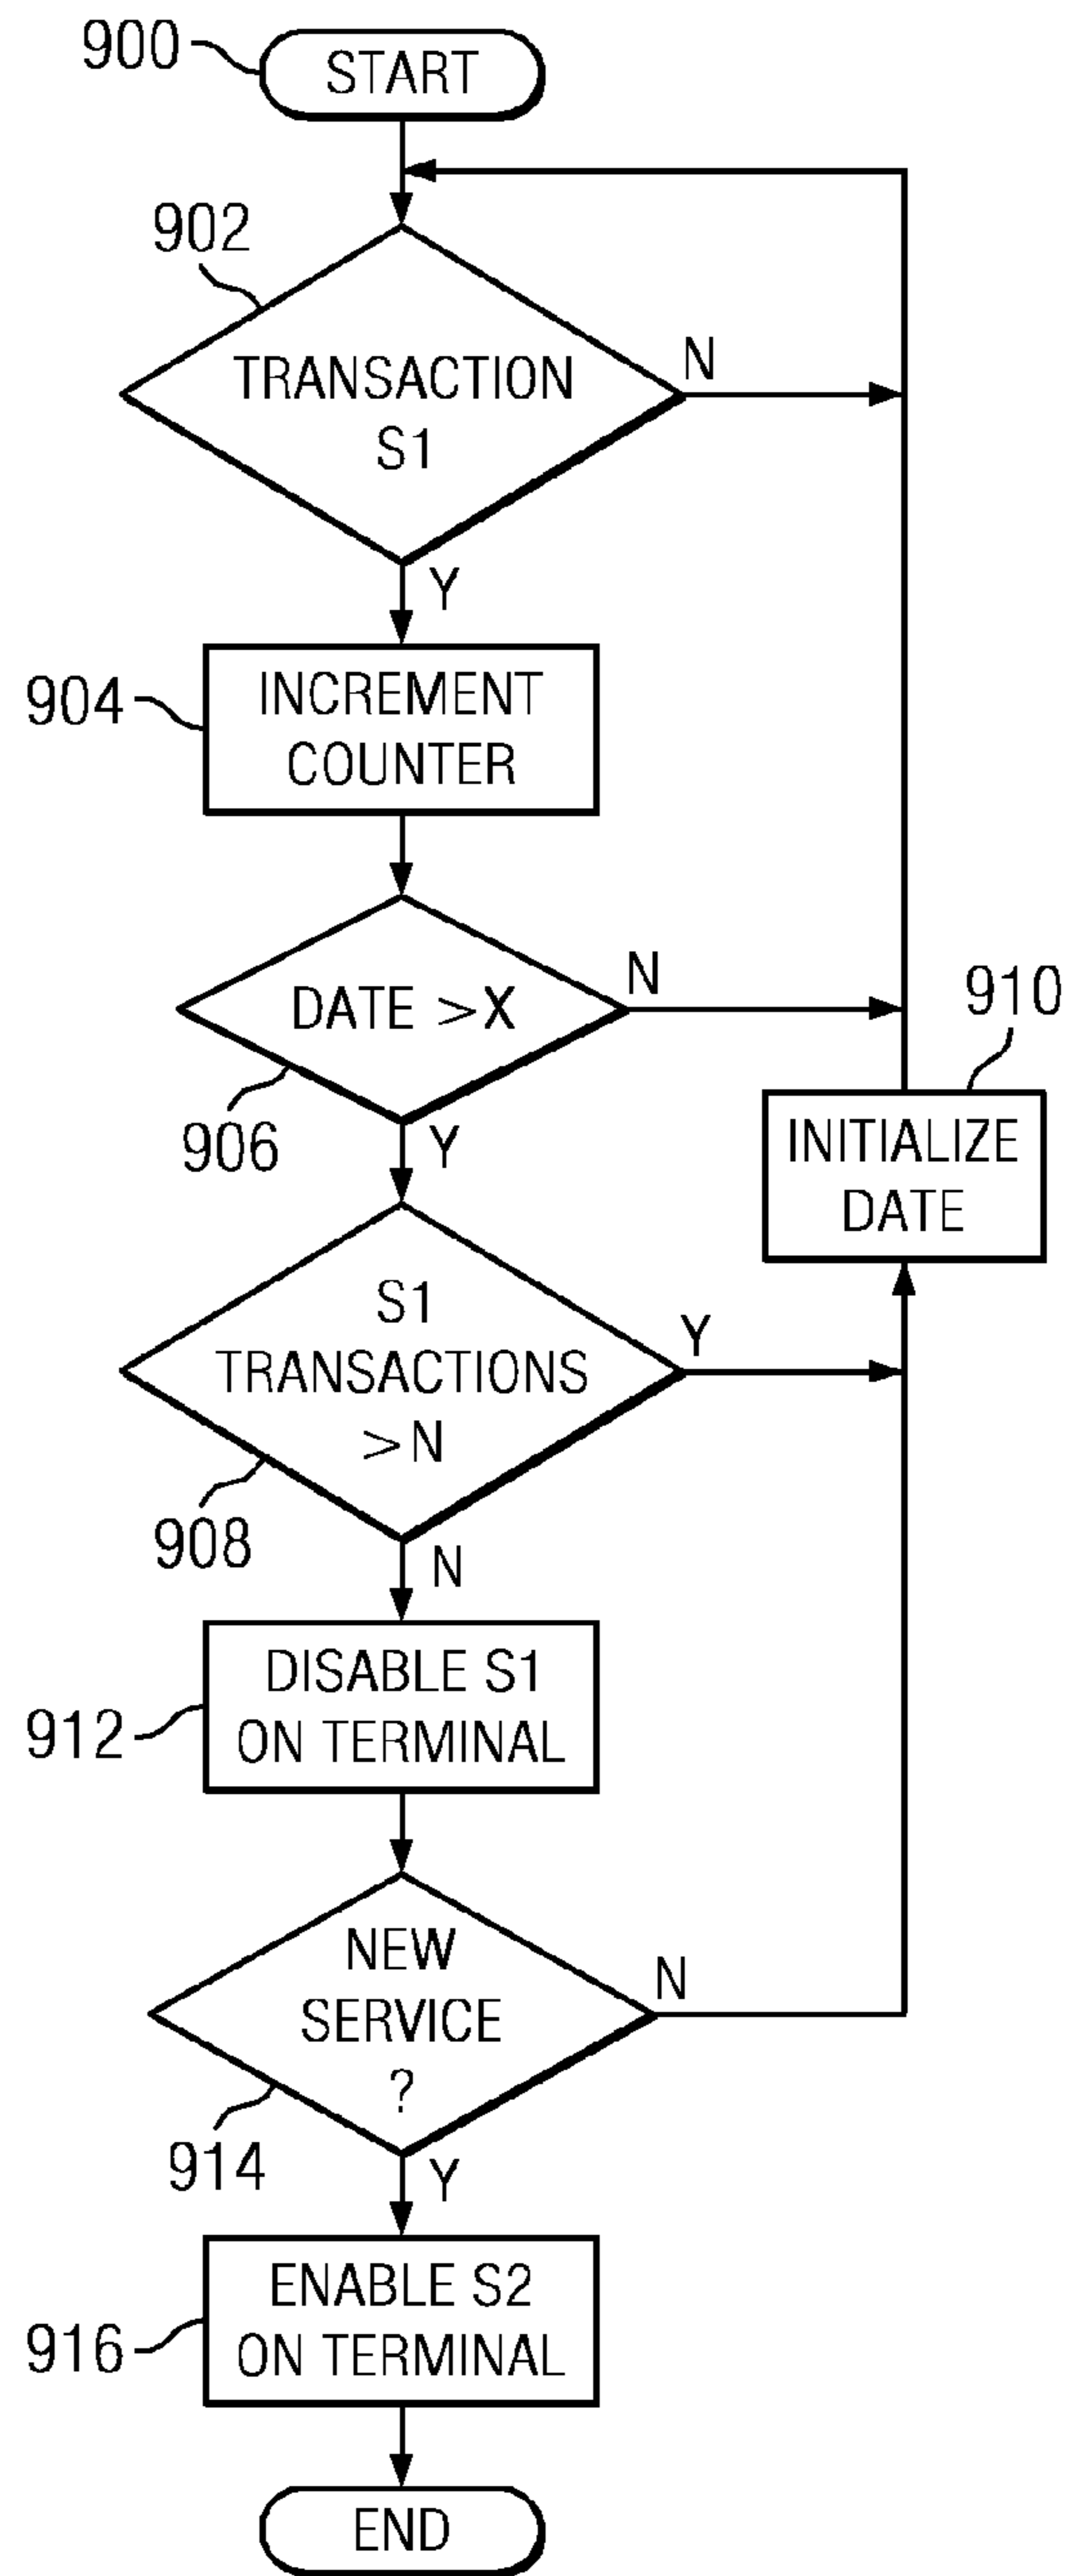 900
START
902
TRANSACTION
S1
N
Y
904
INCREMENT
COUNTER
DATE >X
N
906
Y
910
INITIALIZE
DATE
S1
TRANSACTIONS
>N
Y
908
N
912
DISABLE S1
ON TERMINAL
NEW
SERVICE
?
N
914
Y
916
ENABLE S2
ON TERMINAL
END